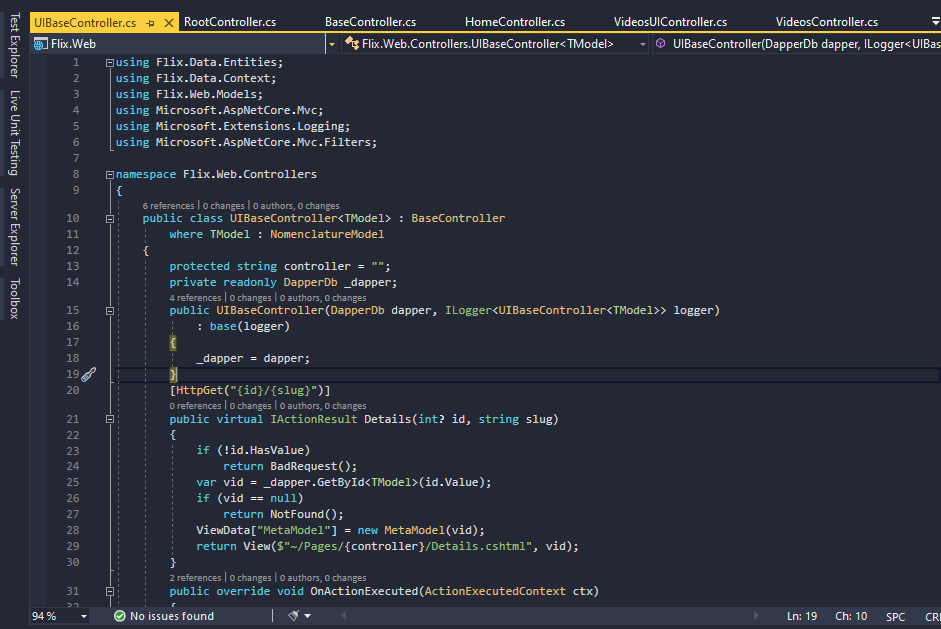 UIBaseController.cs
RootController.cs
BaseController.cs
HomeController.cs
VideosUIController.cs
VideosController.cs
Flix.Web
Flix.Web.Controllers.UIBaseController<TModel>
UIBaseController(DapperDb dapper, ILogger<UIBas
Test Explorer
Live Unit Testing
Server Explorer
Toolbox
1 using Flix.Data.Entities;
2 using Flix.Data.Context;
3 using Flix.Web.Models;
4 using Microsoft.AspNetCore.Mvc;
5 using Microsoft.Extensions.Logging;
6 using Microsoft.AspNetCore.Mvc.Filters;
7
8 namespace Flix.Web.Controllers
9 {
6 references | 0 changes | 0 authors, 0 changes
10 public class UIBaseController<TModel> : BaseController
11 where TModel : NomenclatureModel
12 {
13 protected string controller = "";
14 private readonly DapperDb _dapper;
4 references | 0 changes | 0 authors, 0 changes
15 public UIBaseController(DapperDb dapper, ILogger<UIBaseController<TModel>> logger)
16 : base(logger)
17 {
18 _dapper = dapper;
19 }
20 [HttpGet("{id}/{slug}")]
0 references | 0 changes | 0 authors, 0 changes
21 public virtual IActionResult Details(int? id, string slug)
22 {
23 if (!id.HasValue)
24 return BadRequest();
25 var vid = _dapper.GetById<TModel>(id.Value);
26 if (vid == null)
27 return NotFound();
28 ViewData["MetaModel"] = new MetaModel(vid);
29 return View($"~/Pages/{controller}/Details.cshtml", vid);
30 }
2 references | 0 changes | 0 authors, 0 changes
31 public override void OnActionExecuted(ActionExecutedContext ctx)
32 {
94 %
No issues found
Ln: 19
Ch: 10
SPC
CR